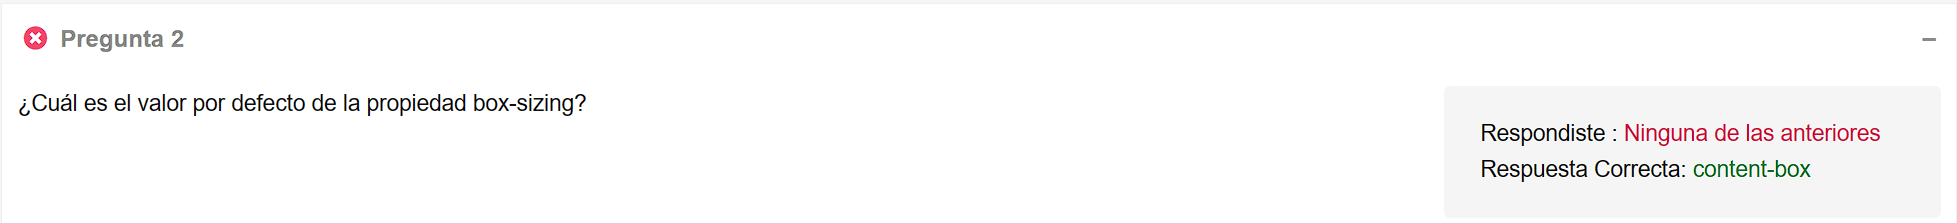 Pregunta 2
¿Cuál es el valor por defecto de la propiedad box-sizing?
Respondiste : Ninguna de las anteriores
Respuesta Correcta: content-box